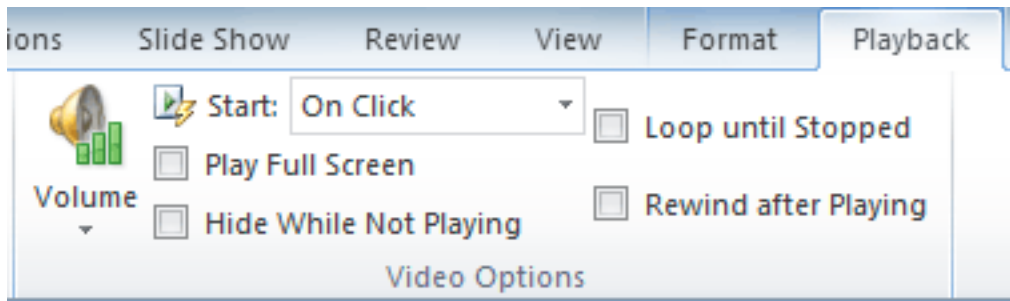 ions Slide Show Review View Format Playback
Start: On Click
Loop until Stopped
Play Full Screen
Volume
Rewind after Playing
Hide While Not Playing
Video Options